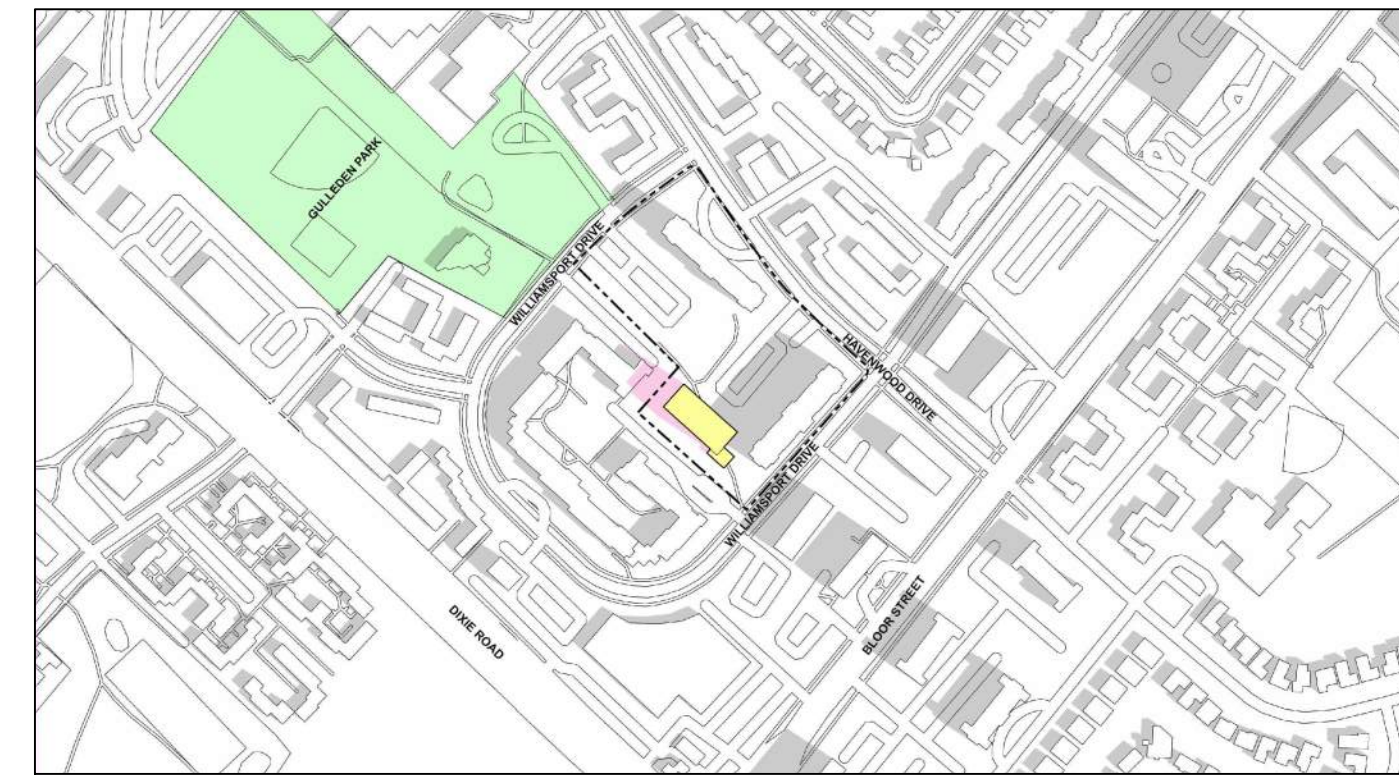 GULLEDEN PARK
WILLIAMSPORT DRIVE
HAVENWOOD DRIVE
WILLIAMSPORT DRIVE
BLOOR STREET
DIXIE ROAD